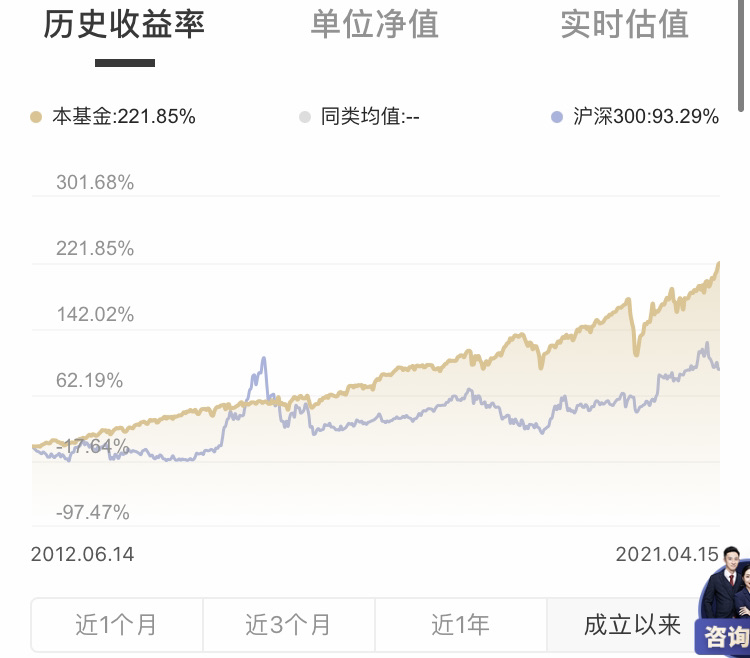 历史收益率 单位净值 实时估值
本基金:221.85% 同类均值:-- 沪深300:93.29%
301.68%
221.85%
142.02%
62.19%
-17.64%
-97.47%
2012.06.14 2021.04.15
近1个月 近3个月 近1年 成立以来
咨询